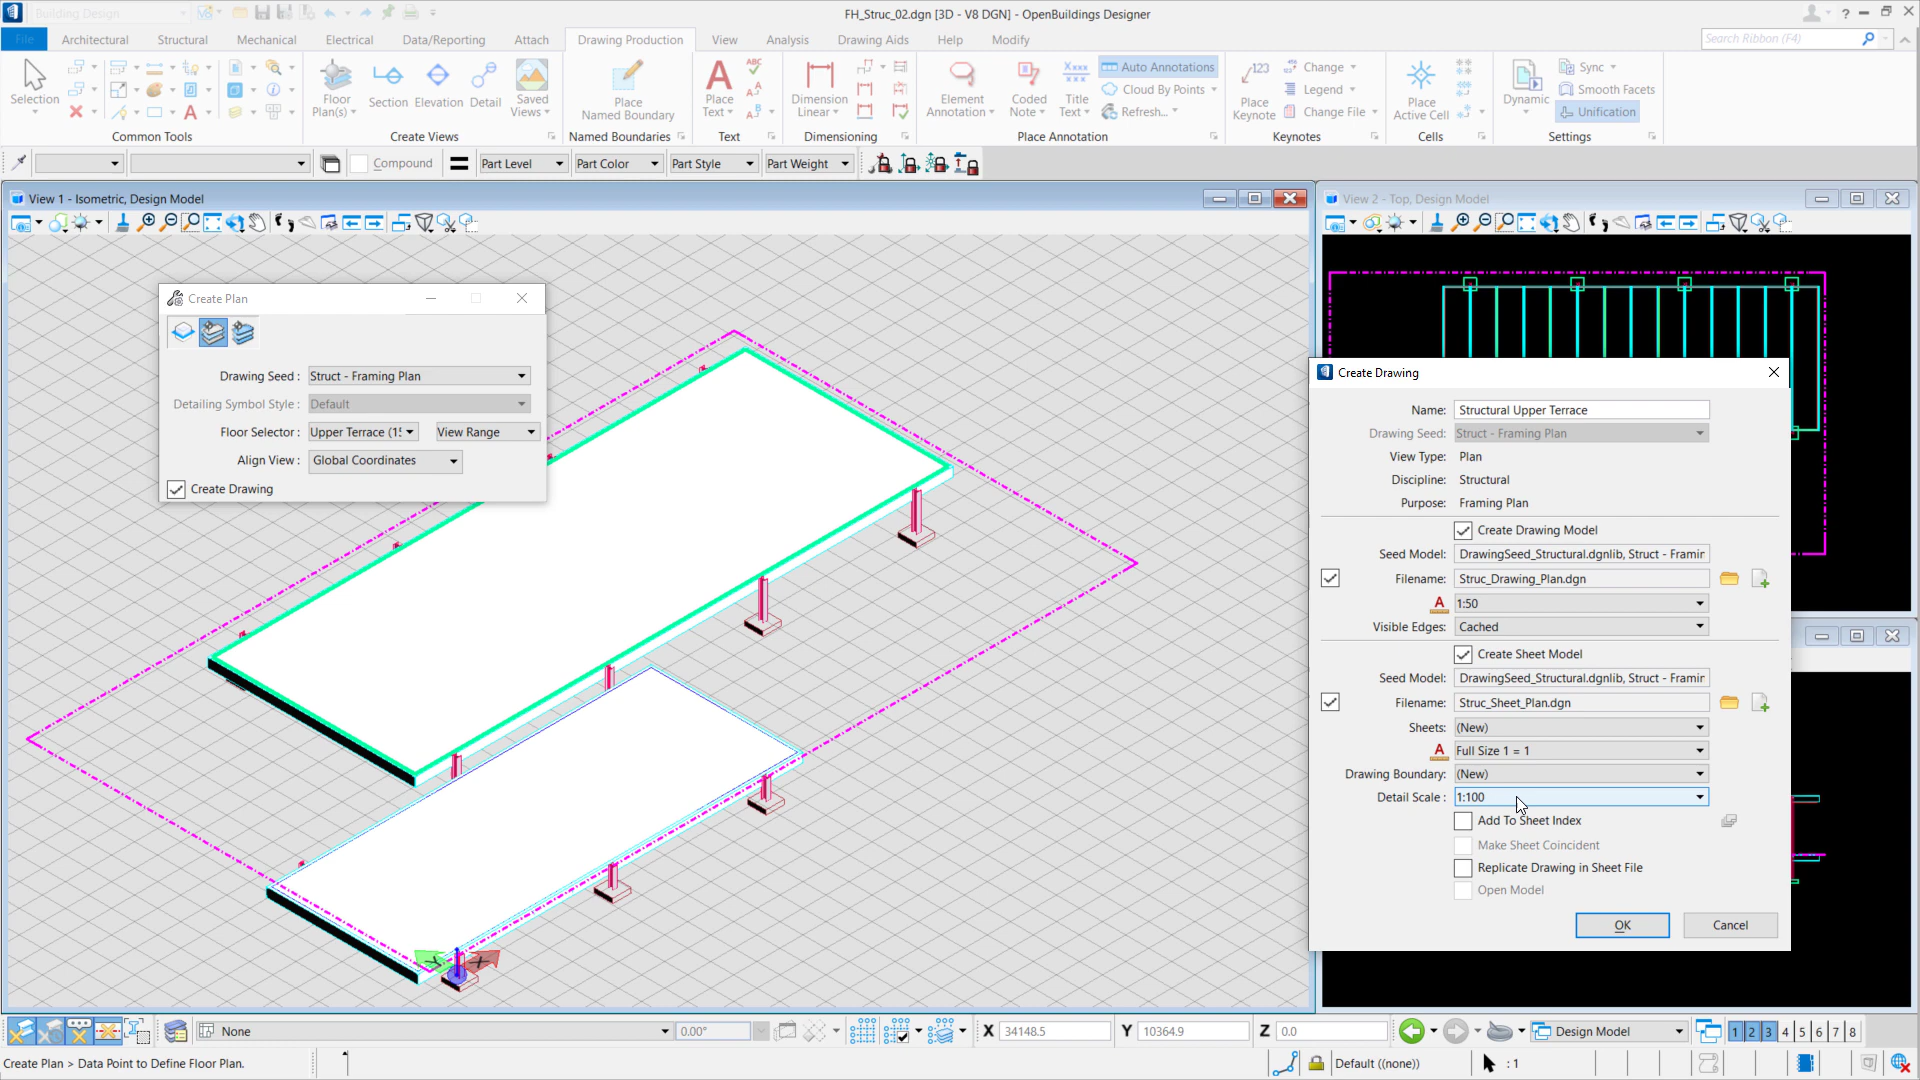 Building Design
FH_Struc_02.dgn [3D - V8 DGN] - OpenBuildings Designer
File Architectural Structural Mechanical Electrical Data/Reporting Attach Drawing Production View Analysis Drawing Aids Help Modify
Search Ribbon (F4)
Selection
Common Tools
Floor Plan(s)
Section
Elevation
Detail
Saved Views
Create Views
Place Named Boundary
Named Boundaries
Place Text
ABC
Text
Dimension Linear
Dimensioning
Element Annotation
Coded Note
Xxxx
Title Text
Auto Annotations
Cloud By Points
Refresh...
Place Annotation
123
Place Keynote
Change
Legend
Change File
Keynotes
Place Active Cell
Cells
Dynamic
Sync
Smooth Facets
Unification
Settings
Compound
Part Level Part Color Part Style Part Weight
View 1 - Isometric, Design Model
View 2 - Top, Design Model
Create Plan
Drawing Seed : Struct - Framing Plan
Detailing Symbol Style : Default
Floor Selector : Upper Terrace (15 View Range
Align View : Global Coordinates
Create Drawing
Y X
Create Drawing
Name: Structural Upper Terrace
Drawing Seed: Struct - Framing Plan
View Type: Plan
Discipline: Structural
Purpose: Framing Plan
Create Drawing Model
Seed Model: DrawingSeed_Structural.dgnlib, Struct - Framin
Filename: Struc_Drawing_Plan.dgn
A 1:50
Visible Edges: Cached
Create Sheet Model
Seed Model: DrawingSeed_Structural.dgnlib, Struct - Framin
Filename: Struc_Sheet_Plan.dgn
Sheets: (New)
A Full Size 1 = 1
Drawing Boundary: (New)
Detail Scale : 1:100
Add To Sheet Index
Make Sheet Coincident
Replicate Drawing in Sheet File
Open Model
OK Cancel
None 0.00° X 34148.5 Y 10364.9 Z 0.0 Design Model 1 2 3 4 5 6 7 8
Create Plan > Data Point to Define Floor Plan. Default ((none)) : 1